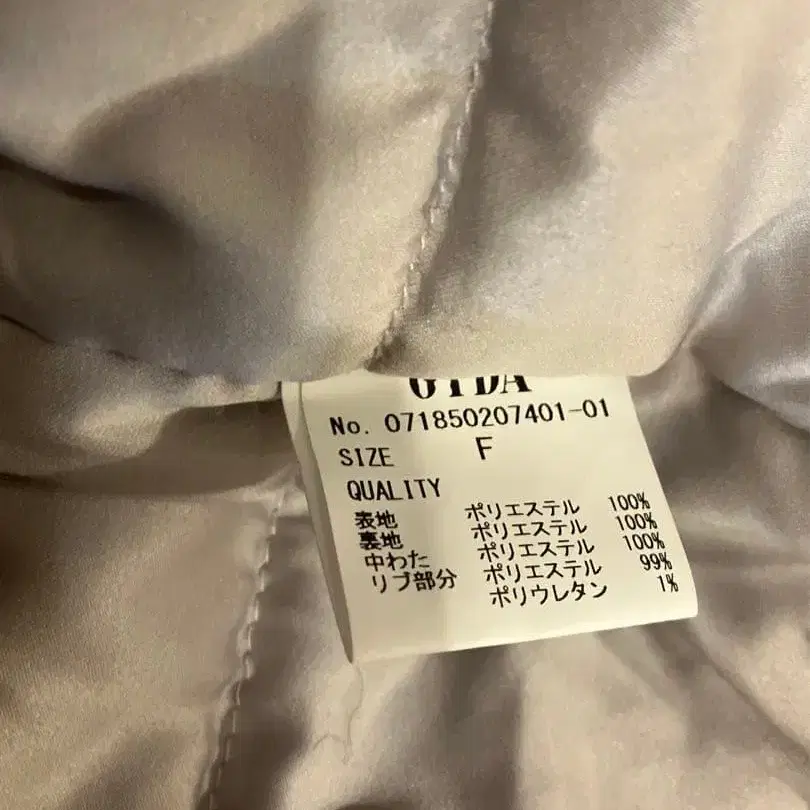 No. 071850207401-01
SIZE F
QUALITY
表地 ポリエステル 100%
裏地 ポリエステル 100%
中わた ポリエステル 100%
リブ部分 ポリエステル 99%
ポリウレタン 1%